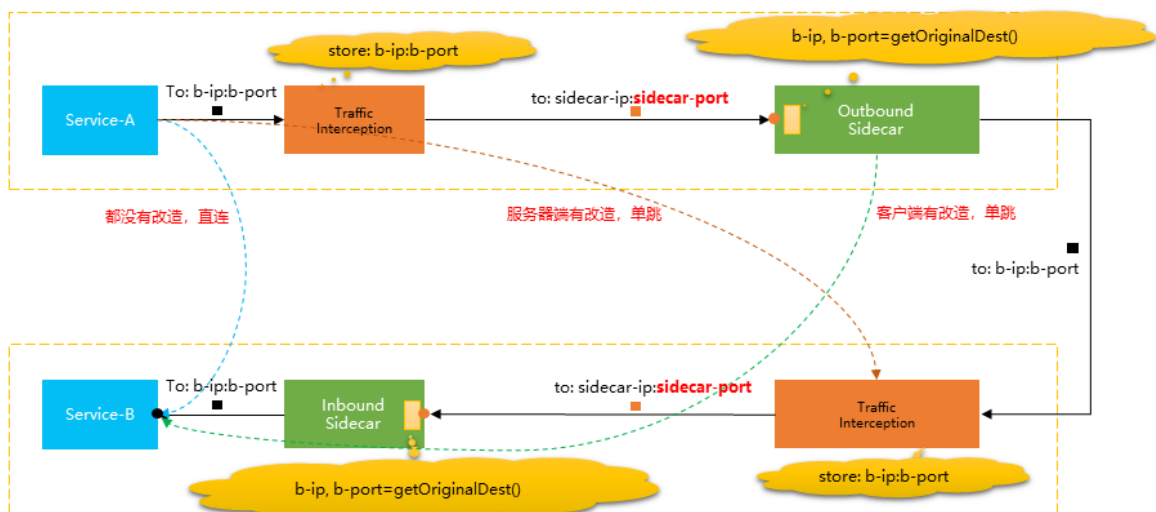 store: b-ip:b-port
b-ip, b-port=getOriginalDest()
Service-A
To: b-ip:b-port
Traffic
Interception
to: sidecar-ip:sidecar-port
Outbound
Sidecar
都没有改造，直连
服务器端有改造，单跳
客户端有改造，单跳
to: b-ip:b-port
Service-B
To: b-ip:b-port
Inbound
Sidecar
to: sidecar-ip:sidecar-port
Traffic
Interception
b-ip, b-port=getOriginalDest()
store: b-ip:b-port